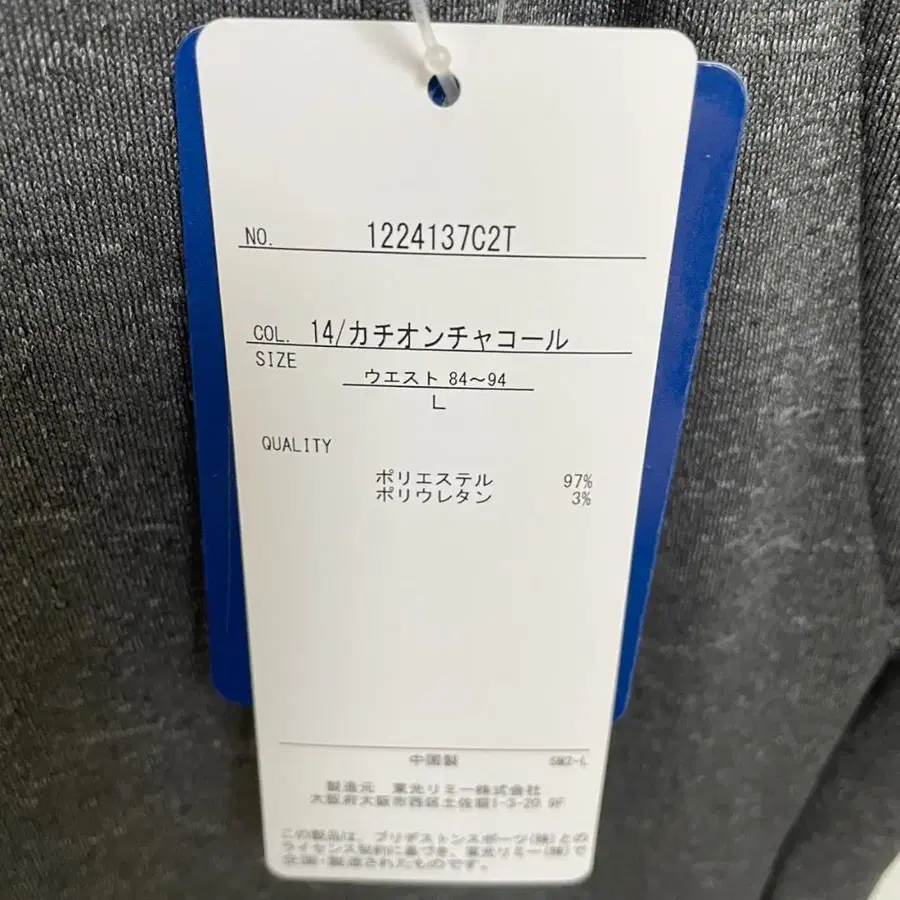 NO. 1224137C2T
COL. 14/カチオンチャコール
SIZE
ウエスト 84〜94
L
QUALITY
ポリエステル 97%
ポリウレタン 3%
中国製
製造元 東光リミー株式会社
大阪府大阪市西区土佐堀1-3-20 9F
この製品は、ブリヂストンスポーツ(株)との
ライセンス契約に基づき、東光リミー(株)で
企画・製造されたものです。